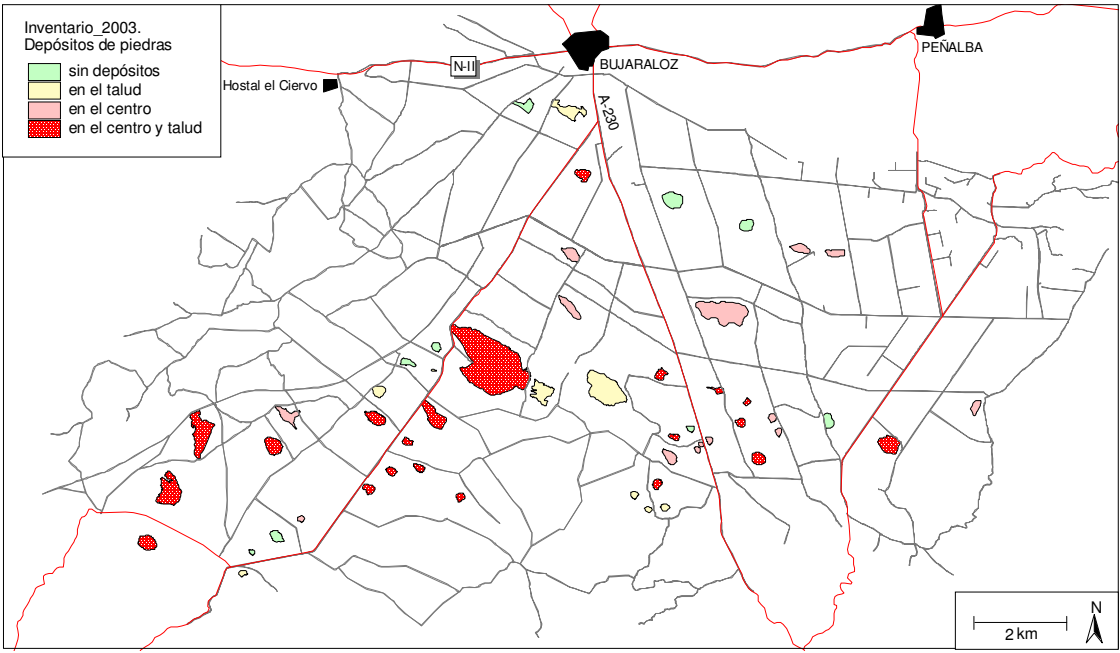 Inventario_2003.
Depósitos de piedras
sin depósitos
en el talud
en el centro
en el centro y talud
Hostal el Ciervo
N-II
BUJARALOZ
PEÑALBA
A-230
2 km
N